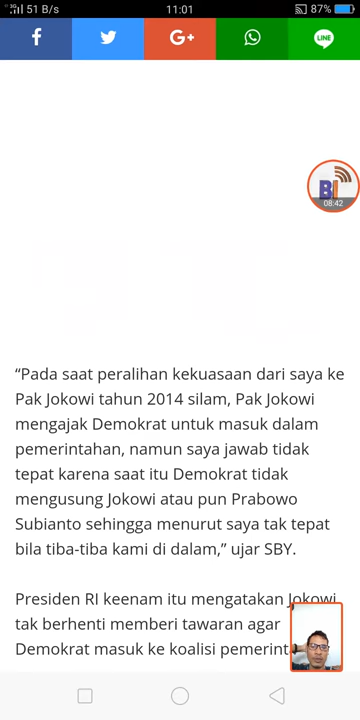 3G 51 B/s 11:01 87%
f G+ LINE
BI
08:42
“Pada saat peralihan kekuasaan dari saya ke
Pak Jokowi tahun 2014 silam, Pak Jokowi
mengajak Demokrat untuk masuk dalam
pemerintahan, namun saya jawab tidak
tepat karena saat itu Demokrat tidak
mengusung Jokowi atau pun Prabowo
Subianto sehingga menurut saya tak tepat
bila tiba-tiba kami di dalam,” ujar SBY.
Presiden RI keenam itu mengatakan Jokowi
tak berhenti memberi tawaran agar
Demokrat masuk ke koalisi pemerint